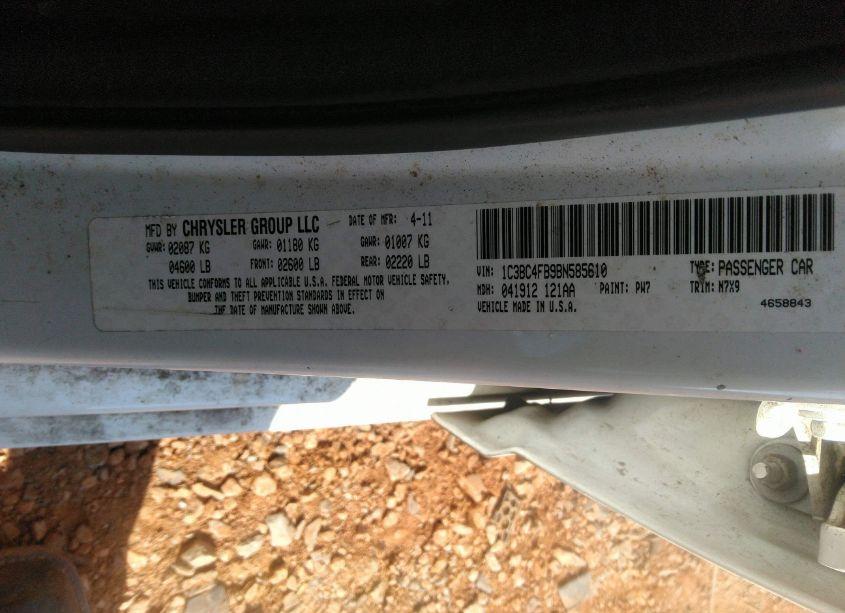 MFD BY CHRYSLER GROUP LLC DATE OF MFR: 4-11
GVWR: 02087 KG GAWR: 01180 KG GAWR: 01007 KG
04600 LB FRONT: 02600 LB REAR: 02220 LB
THIS VEHICLE CONFORMS TO ALL APPLICABLE U.S.A. FEDERAL MOTOR VEHICLE SAFETY,
BUMPER AND THEFT PREVENTION STANDARDS IN EFFECT ON
THE DATE OF MANUFACTURE SHOWN ABOVE.
VIN: 1C3BC4FB9BN585610 TYPE: PASSENGER CAR
MDH: 041912 121AA PAINT: PW7 TRIM: N7X9
VEHICLE MADE IN U.S.A. 4658843